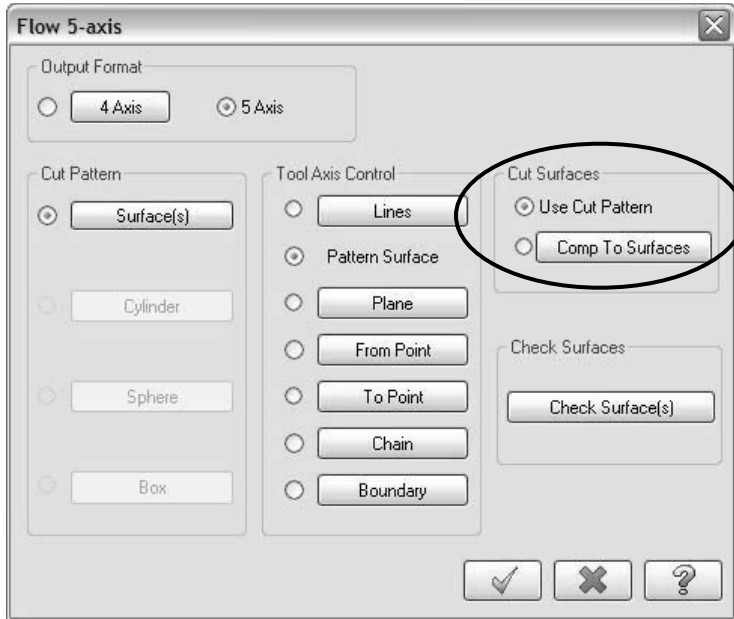 Flow 5-axis
Output Format
4 Axis
5 Axis
Cut Pattern
Surface(s)
Cylinder
Sphere
Box
Tool Axis Control
Lines
Pattern Surface
Plane
From Point
To Point
Chain
Boundary
Cut Surfaces
Use Cut Pattern
Comp To Surfaces
Check Surfaces
Check Surface(s)